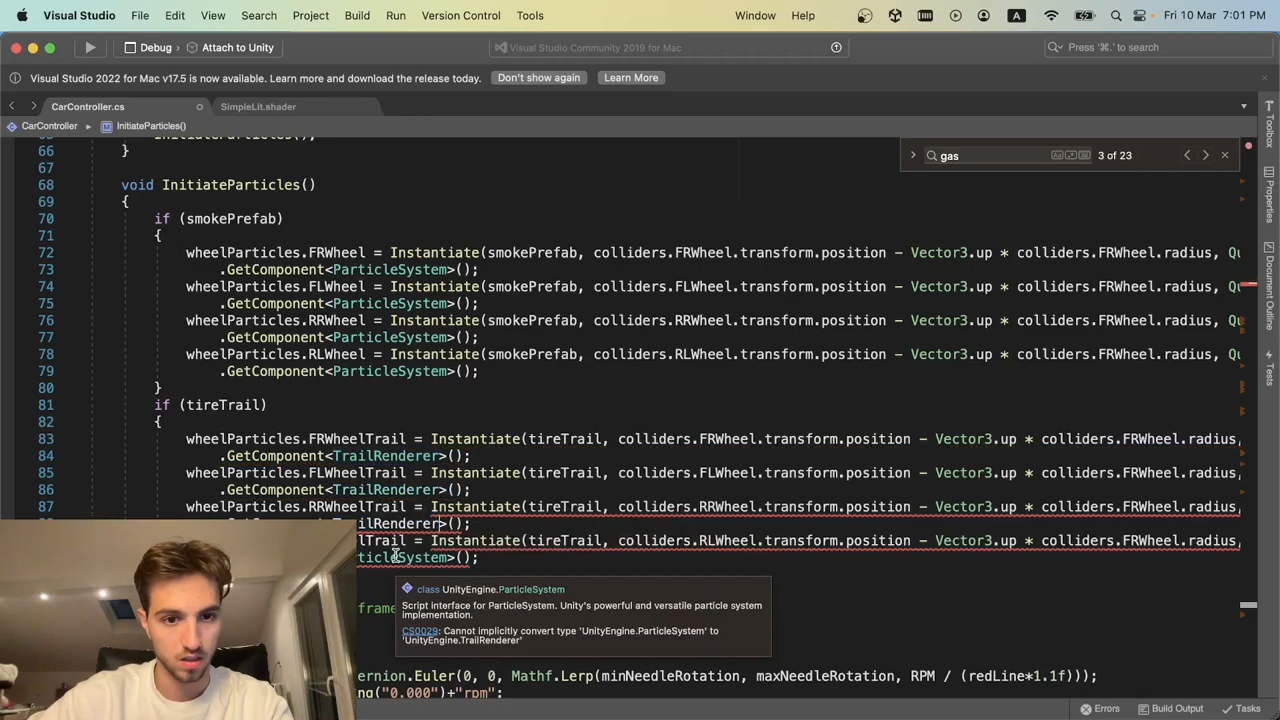 Visual Studio File Edit View Search Project Build Run Version Control Tools Window Help A Fri 10 Mar 7:01 PM
Debug Attach to Unity Visual Studio Community 2019 for Mac Press '⌘.' to search
Visual Studio 2022 for Mac v17.5 is now available. Learn more and download the release today. Don't show again Learn More
CarController.cs SimpleLit.shader
CarController InitiateParticles()
gas 3 of 23
66 }
67
68 void InitiateParticles()
69 {
70 if (smokePrefab)
71 {
72 wheelParticles.FRWheel = Instantiate(smokePrefab, colliders.FRWheel.transform.position - Vector3.up * colliders.FRWheel.radius, Qu
73 .GetComponent<ParticleSystem>();
74 wheelParticles.FLWheel = Instantiate(smokePrefab, colliders.FLWheel.transform.position - Vector3.up * colliders.FRWheel.radius, Qu
75 .GetComponent<ParticleSystem>();
76 wheelParticles.RRWheel = Instantiate(smokePrefab, colliders.RRWheel.transform.position - Vector3.up * colliders.FRWheel.radius, Qu
77 .GetComponent<ParticleSystem>();
78 wheelParticles.RLWheel = Instantiate(smokePrefab, colliders.RLWheel.transform.position - Vector3.up * colliders.FRWheel.radius, Qu
79 .GetComponent<ParticleSystem>();
80 }
81 if (tireTrail)
82 {
83 wheelParticles.FRWheelTrail = Instantiate(tireTrail, colliders.FRWheel.transform.position - Vector3.up * colliders.FRWheel.radius,
84 .GetComponent<TrailRenderer>();
85 wheelParticles.FLWheelTrail = Instantiate(tireTrail, colliders.FLWheel.transform.position - Vector3.up * colliders.FRWheel.radius,
86 .GetComponent<TrailRenderer>();
87 wheelParticles.RRWheelTrail = Instantiate(tireTrail, colliders.RRWheel.transform.position - Vector3.up * colliders.FRWheel.radius,
ilRenderer>();
lTrail = Instantiate(tireTrail, colliders.RLWheel.transform.position - Vector3.up * colliders.FRWheel.radius,
ticleSystem>();
class UnityEngine.ParticleSystem
Script interface for ParticleSystem. Unity's powerful and versatile particle system
implementation.
CS0029: Cannot implicitly convert type 'UnityEngine.ParticleSystem' to
'UnityEngine.TrailRenderer'
frame
ernion.Euler(0, 0, Mathf.Lerp(minNeedleRotation, maxNeedleRotation, RPM / (redLine*1.1f)));
ng("0.000")+"rpm";
Toolbox
Properties
Document Outline
Tests
Errors Build Output Tasks